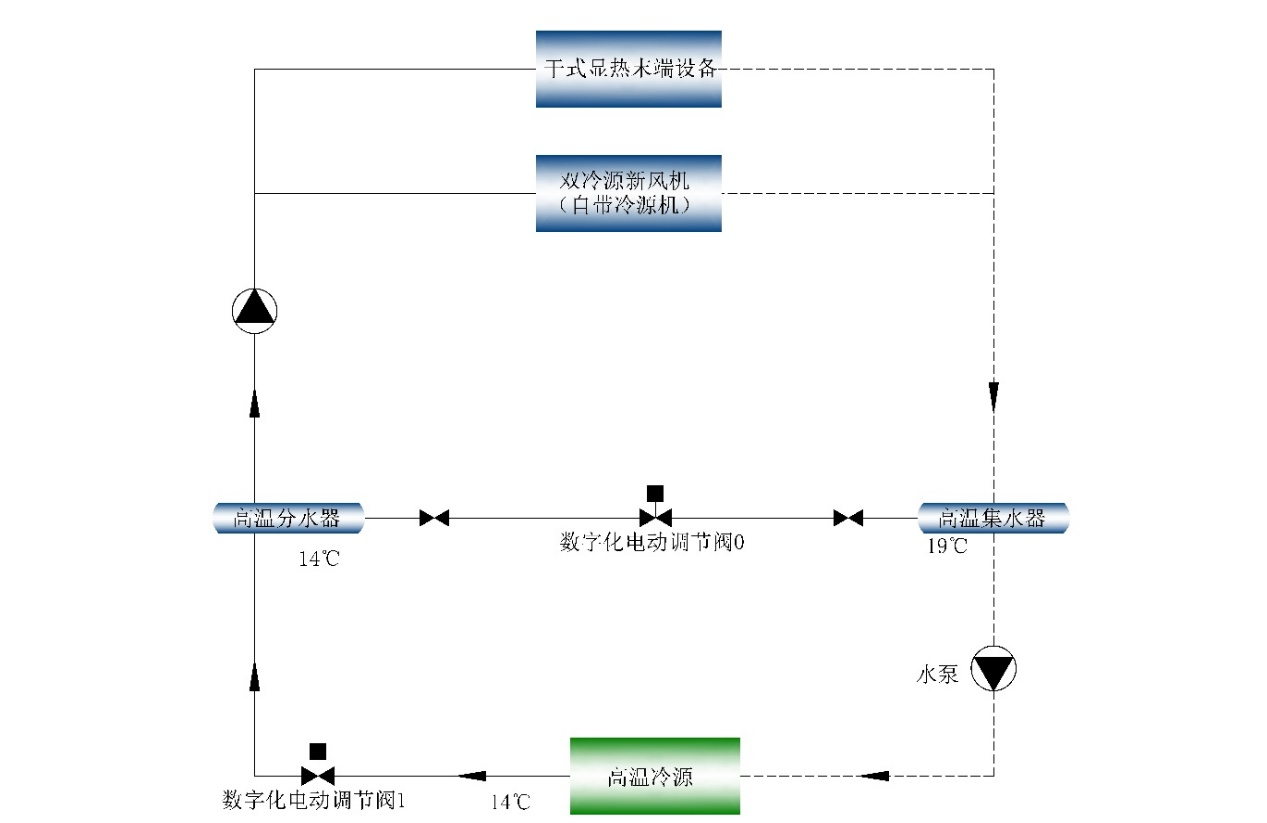 干式显热末端设备
双冷源新风机
（自带冷源机）
高温分水器
14℃
数字化电动调节阀0
高温集水器
19℃
水泵
高温冷源
数字化电动调节阀1
14℃